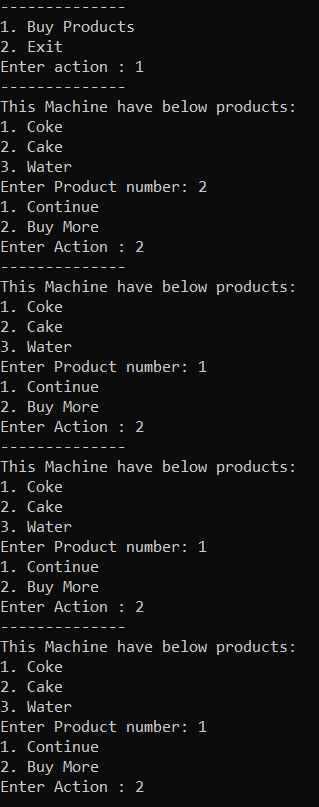 --------------
1. Buy Products
2. Exit
Enter action : 1
--------------
This Machine have below products:
1. Coke
2. Cake
3. Water
Enter Product number: 2
1. Continue
2. Buy More
Enter Action : 2
--------------
This Machine have below products:
1. Coke
2. Cake
3. Water
Enter Product number: 1
1. Continue
2. Buy More
Enter Action : 2
--------------
This Machine have below products:
1. Coke
2. Cake
3. Water
Enter Product number: 1
1. Continue
2. Buy More
Enter Action : 2
--------------
This Machine have below products:
1. Coke
2. Cake
3. Water
Enter Product number: 1
1. Continue
2. Buy More
Enter Action : 2